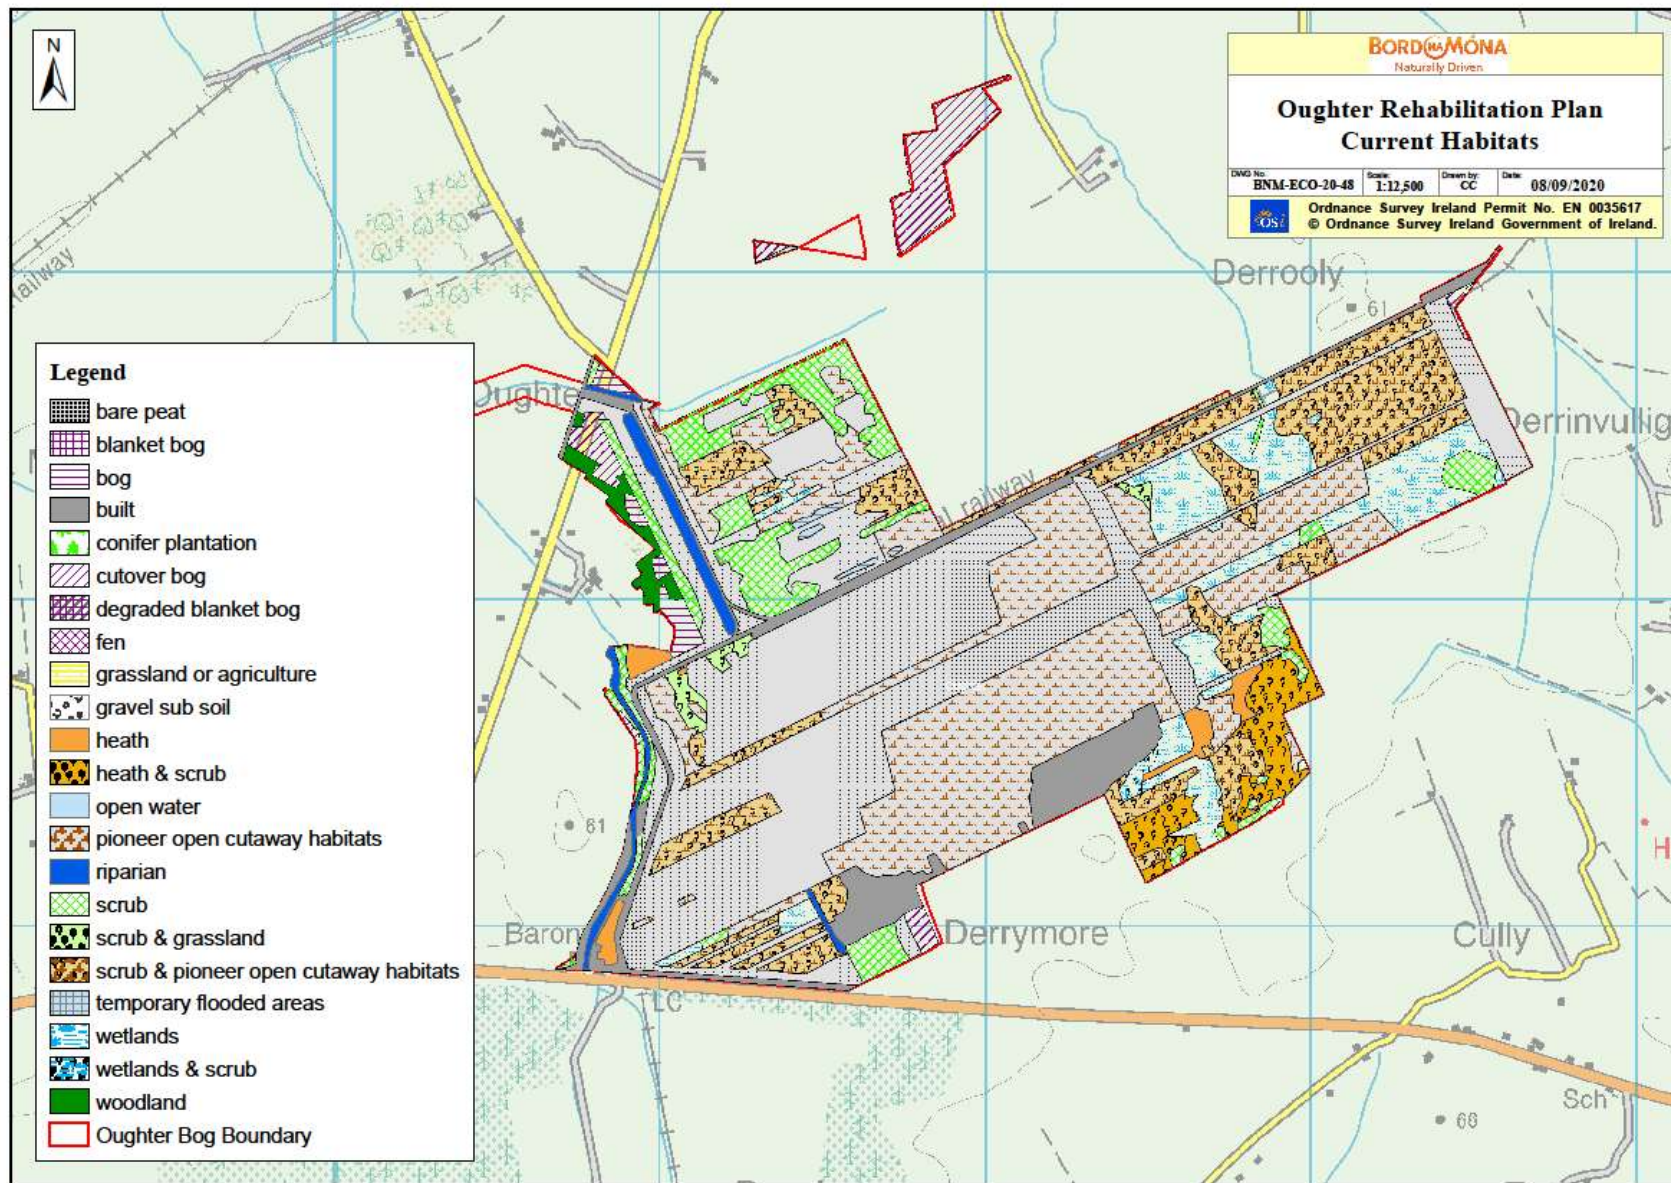 N
BORD NA MÓNA
Naturally Driven
Oughter Rehabilitation Plan
Current Habitats
DWG No.
BNM-ECO-20-48
Scale:
1:12,500
Drawn by:
CC
Date:
08/09/2020
OSi
Ordnance Survey Ireland Permit No. EN 0035617
© Ordnance Survey Ireland Government of Ireland.
railway
Derrooly
61
Oughte
Derrinvullig
railway
Legend
bare peat
blanket bog
bog
built
conifer plantation
cutover bog
degraded blanket bog
fen
grassland or agriculture
gravel sub soil
heath
heath & scrub
open water
pioneer open cutaway habitats
riparian
scrub
scrub & grassland
scrub & pioneer open cutaway habitats
temporary flooded areas
wetlands
wetlands & scrub
woodland
Oughter Bog Boundary
61
H
Baron
Derrymore
Cully
LC
Sch
66